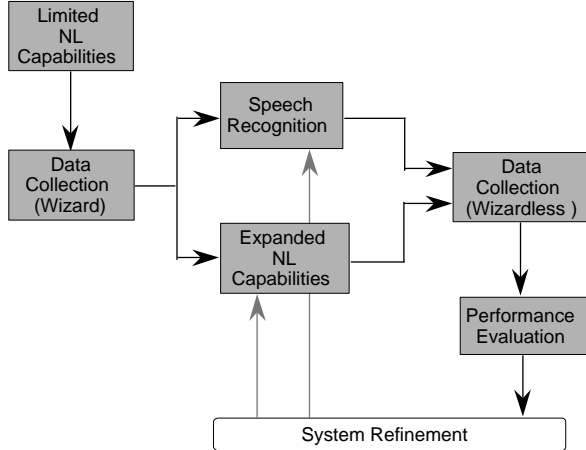 Limited
NL
Capabilities
Speech
Recognition
Data
Collection
(Wizard)
Data
Collection
(Wizardless )
Expanded
NL
Capabilities
Performance
Evaluation
System Refinement